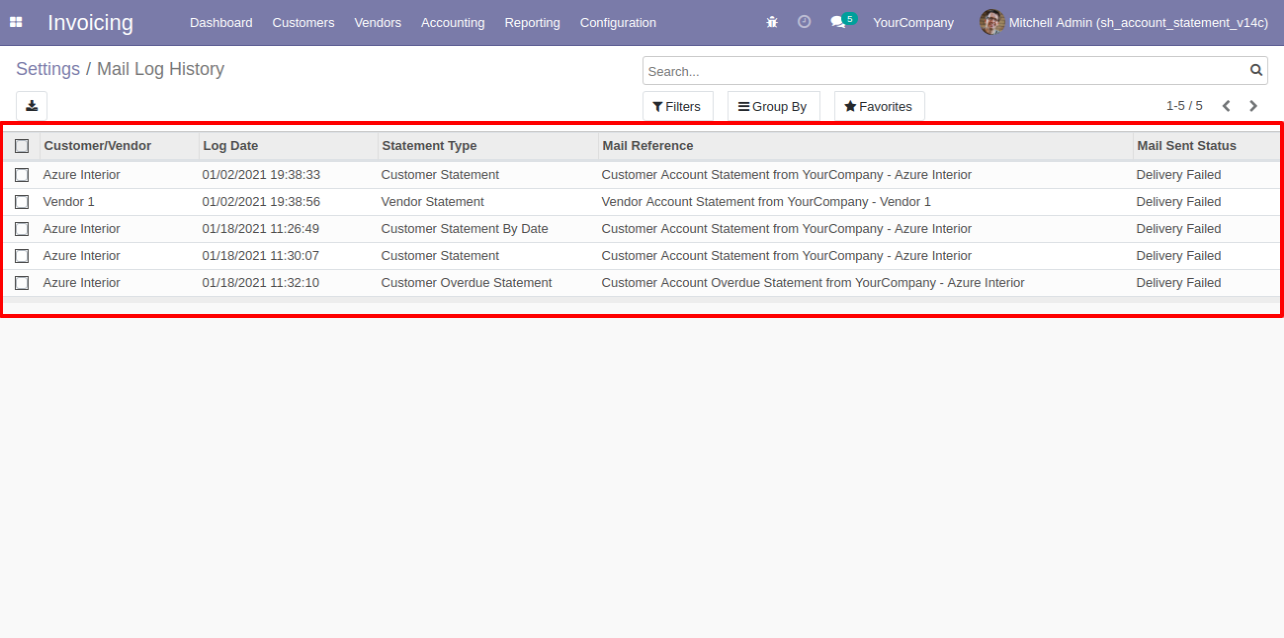 Invoicing Dashboard Customers Vendors Accounting Reporting Configuration 5 YourCompany Mitchell Admin (sh_account_statement_v14c)
Settings / Mail Log History
Search...
Filters Group By Favorites 1-5 / 5
Customer/Vendor Log Date Statement Type Mail Reference Mail Sent Status
Azure Interior 01/02/2021 19:38:33 Customer Statement Customer Account Statement from YourCompany - Azure Interior Delivery Failed
Vendor 1 01/02/2021 19:38:56 Vendor Statement Vendor Account Statement from YourCompany - Vendor 1 Delivery Failed
Azure Interior 01/18/2021 11:26:49 Customer Statement By Date Customer Account Statement from YourCompany - Azure Interior Delivery Failed
Azure Interior 01/18/2021 11:30:07 Customer Statement Customer Account Statement from YourCompany - Azure Interior Delivery Failed
Azure Interior 01/18/2021 11:32:10 Customer Overdue Statement Customer Account Overdue Statement from YourCompany - Azure Interior Delivery Failed